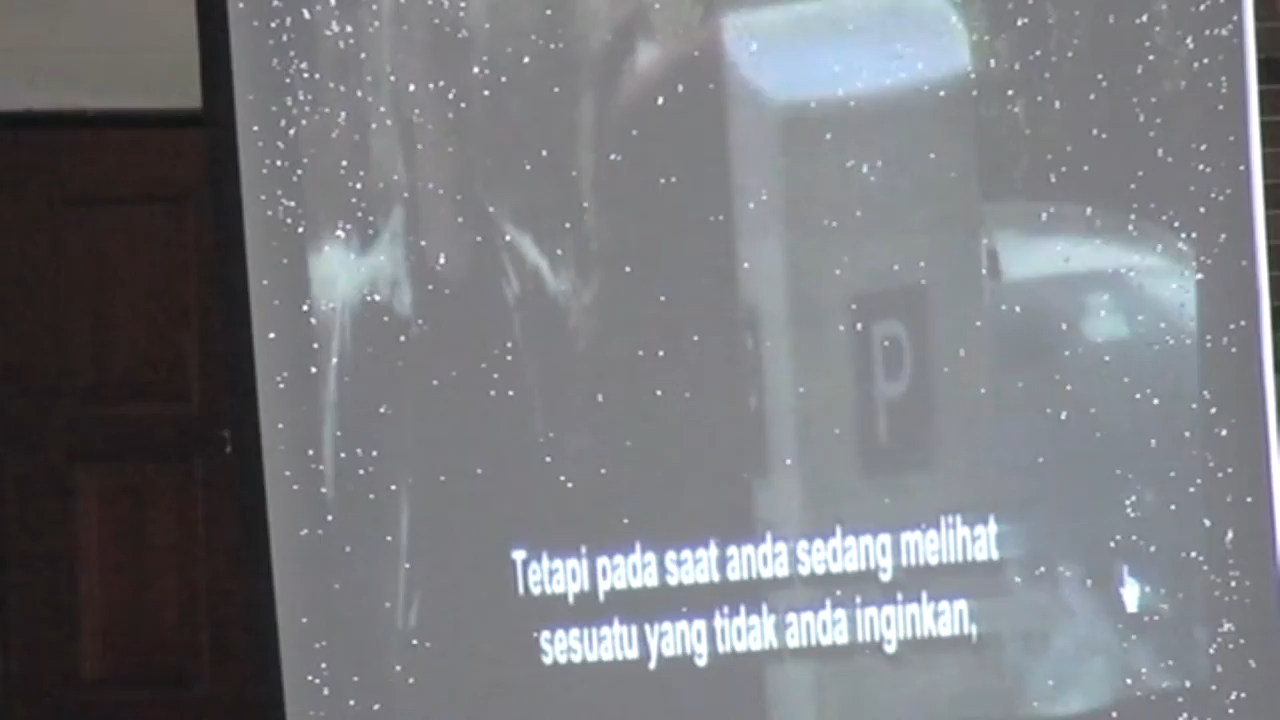 P
Tetapi pada saat anda sedang melihat
sesuatu yang tidak anda inginkan,